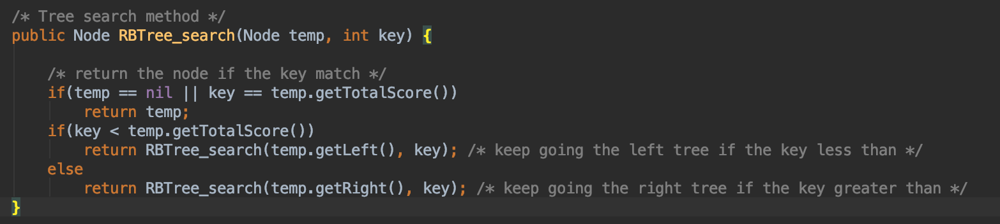 /* Tree search method */
public Node RBTree_search(Node temp, int key) {
/* return the node if the key match */
if(temp == nil || key == temp.getTotalScore())
return temp;
if(key < temp.getTotalScore())
return RBTree_search(temp.getLeft(), key); /* keep going the left tree if the key less than */
else
return RBTree_search(temp.getRight(), key); /* keep going the right tree if the key greater than */
}